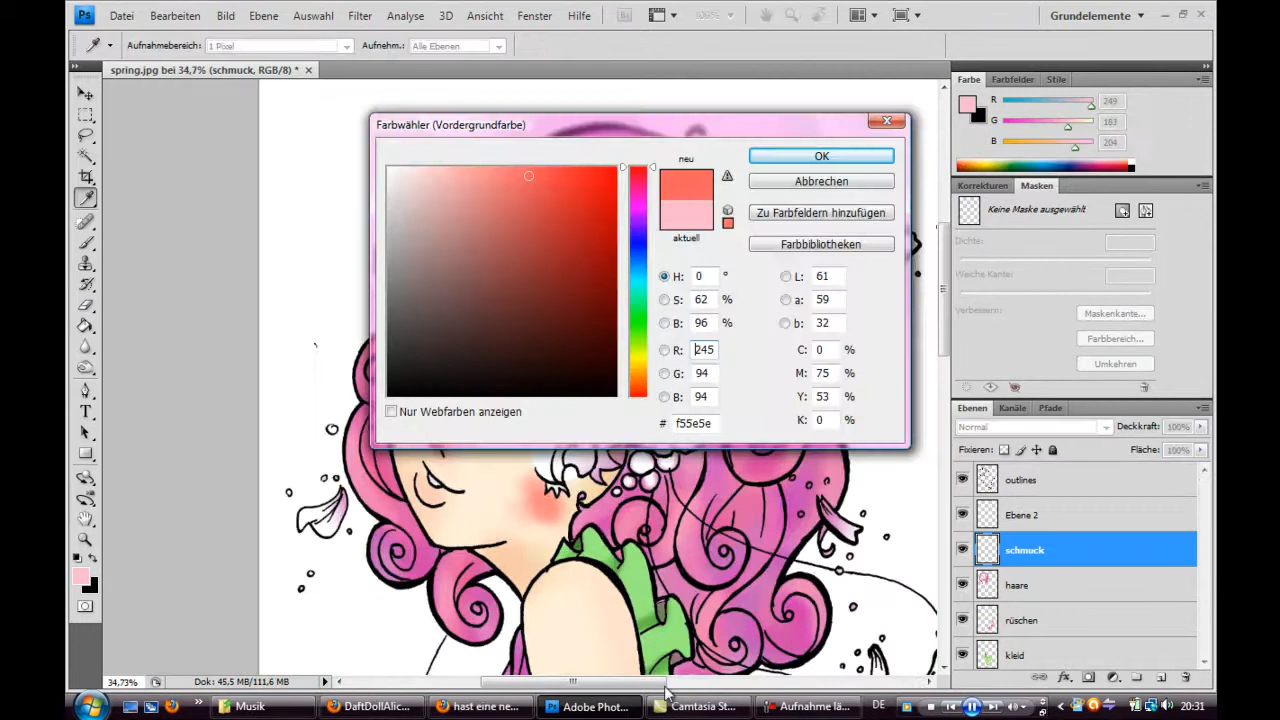 Ps Datei Bearbeiten Bild Ebene Auswahl Filter Analyse 3D Ansicht Fenster Hilfe Br 100% Grundelemente
Aufnahmebereich: 1 Pixel Aufnehm.: Alle Ebenen
spring.jpg bei 34,7% (schmuck, RGB/8) *
Farbe Farbfelder Stile
R 249
G 183
B 204
Farbwähler (Vordergrundfarbe)
neu
aktuell
OK
Abbrechen
Zu Farbfeldern hinzufügen
Farbbibliotheken
H: 0 ° L: 61
S: 62 % a: 59
B: 96 % b: 32
R: 245 C: 0 %
G: 94 M: 75 %
B: 94 Y: 53 %
# f55e5e K: 0 %
Nur Webfarben anzeigen
Korrekturen Masken
Keine Maske ausgewählt
Dichte:
Weiche Kante:
Verbessern: Maskenkante...
Farbbereich...
Umkehren
Ebenen Kanäle Pfade
Normal Deckkraft: 100%
Fixieren: Fläche: 100%
outlines
Ebene 2
schmuck
haare
rüschen
kleid
T
34,73% Dok: 45,5 MB/111,6 MB
Musik DaftDollAlic... hast eine ne... Ps Adobe Phot... Camtasia St... Aufnahme lä... DE 20:31